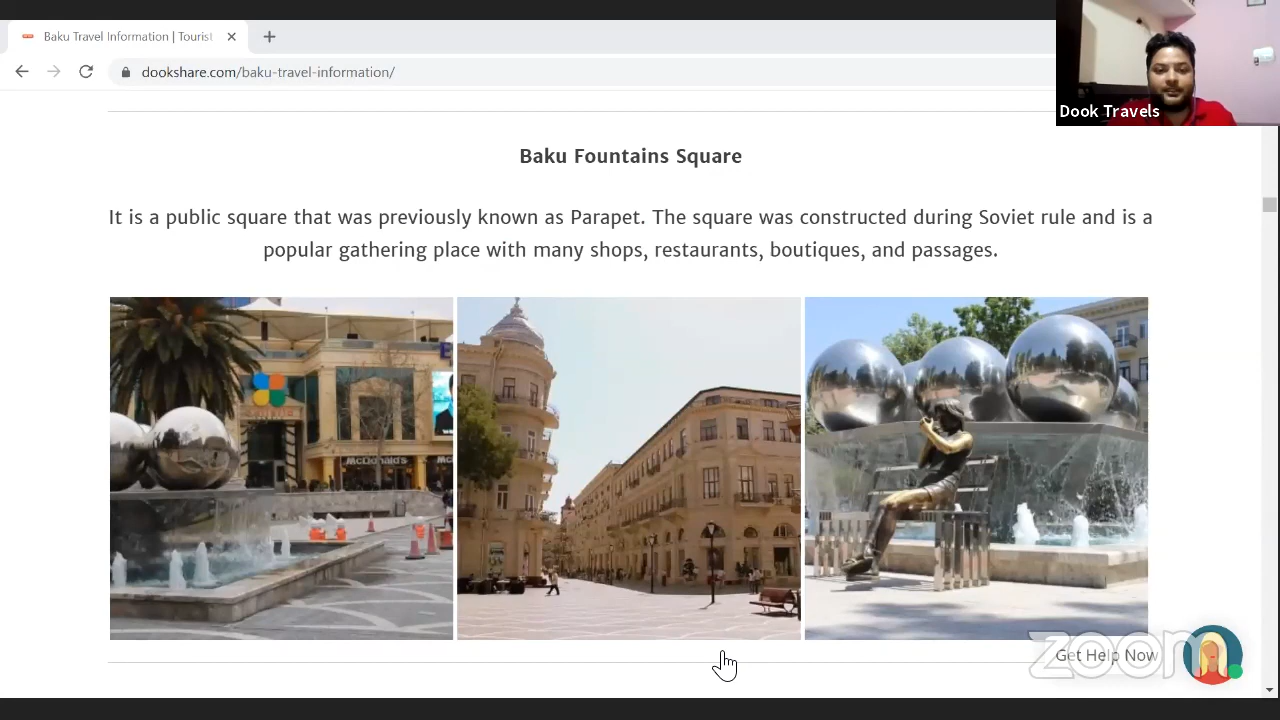 Baku Travel Information | Tourist
dookshare.com/baku-travel-information/
Dook Travels
Baku Fountains Square
It is a public square that was previously known as Parapet. The square was constructed during Soviet rule and is a
popular gathering place with many shops, restaurants, boutiques, and passages.
McDonald's
zoom
Get Help Now